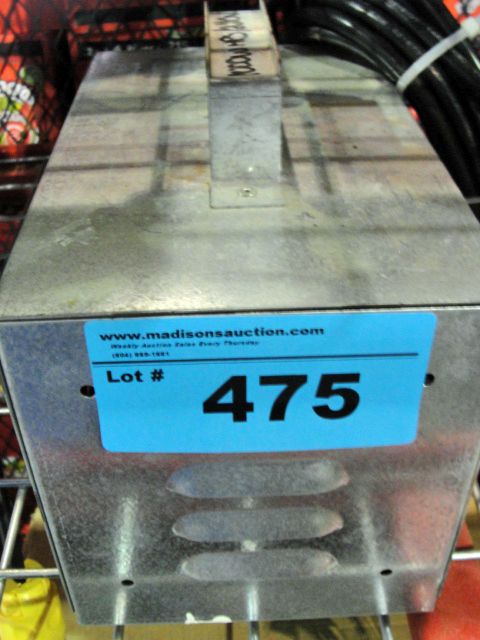 www.madisonsauction.com
Weekly Auction Sales Every Thursday
Lot # 475